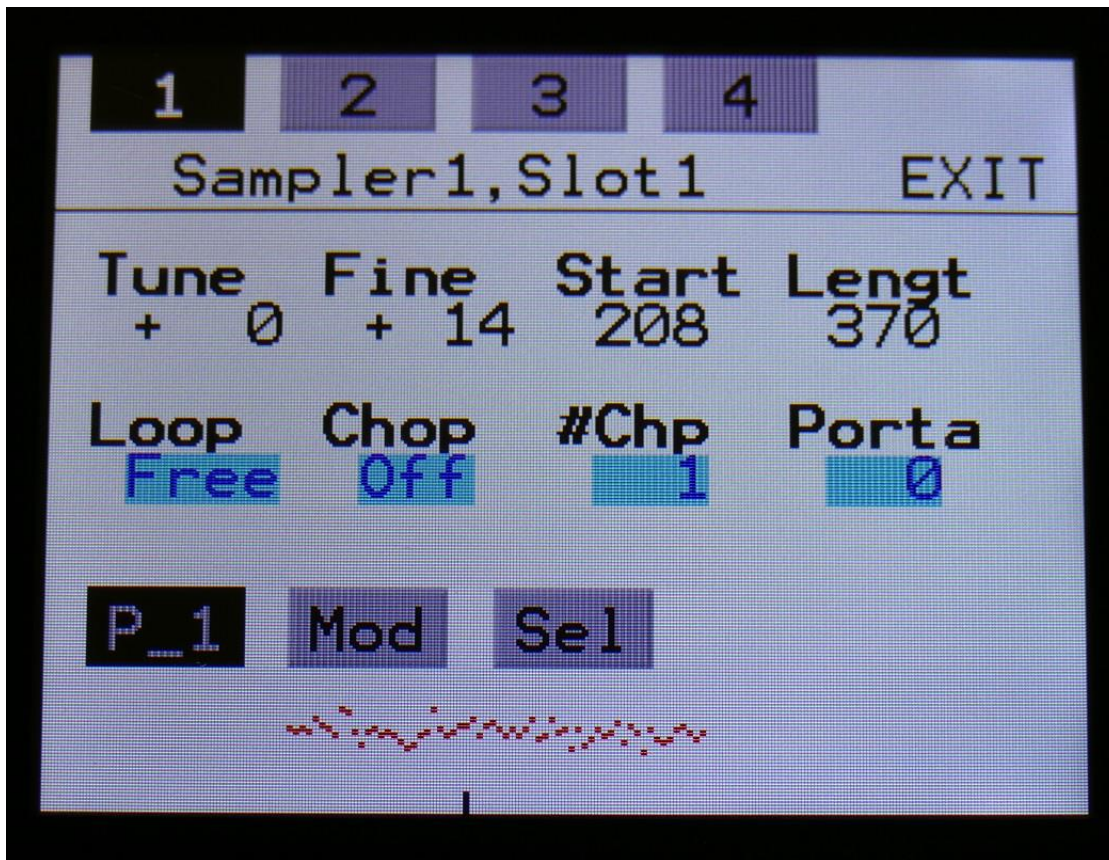 1 2 3 4
Sampler1,Slot1 EXIT
Tune Fine Start Lengt
+ 0 + 14 208 370
Loop Chop #Chp Porta
Free Off 1 0
P_1 Mod Sel